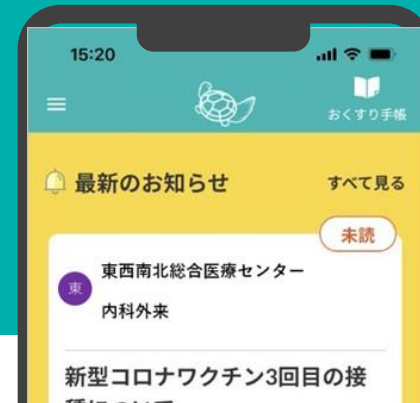 15:20
おくすり手帳
最新のお知らせ
すべて見る
未読
東
東西南北総合医療センター
内科外来
新型コロナワクチン3回目の接